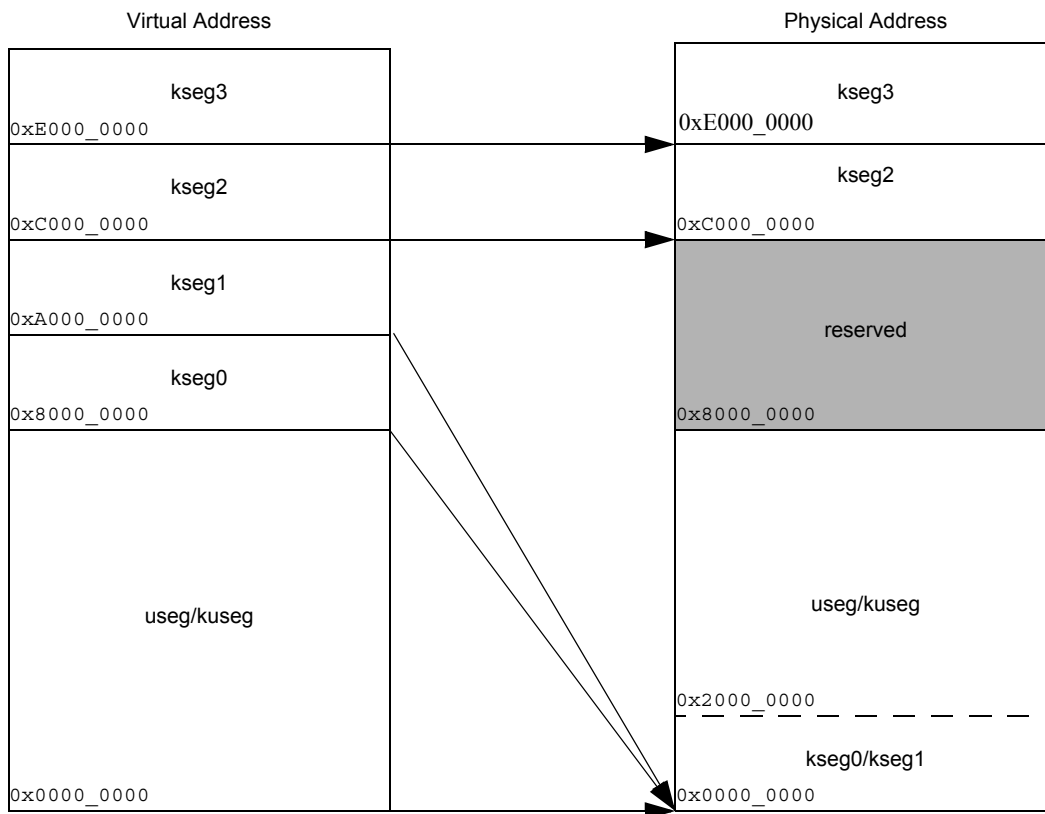 Virtual Address
kseg3
0xE000_0000
kseg2
0xC000_0000
kseg1
0xA000_0000
kseg0
0x8000_0000
useg/kuseg
0x0000_0000
Physical Address
kseg3
0xE000_0000
kseg2
0xC000_0000
reserved
0x8000_0000
useg/kuseg
0x2000_0000
kseg0/kseg1
0x0000_0000